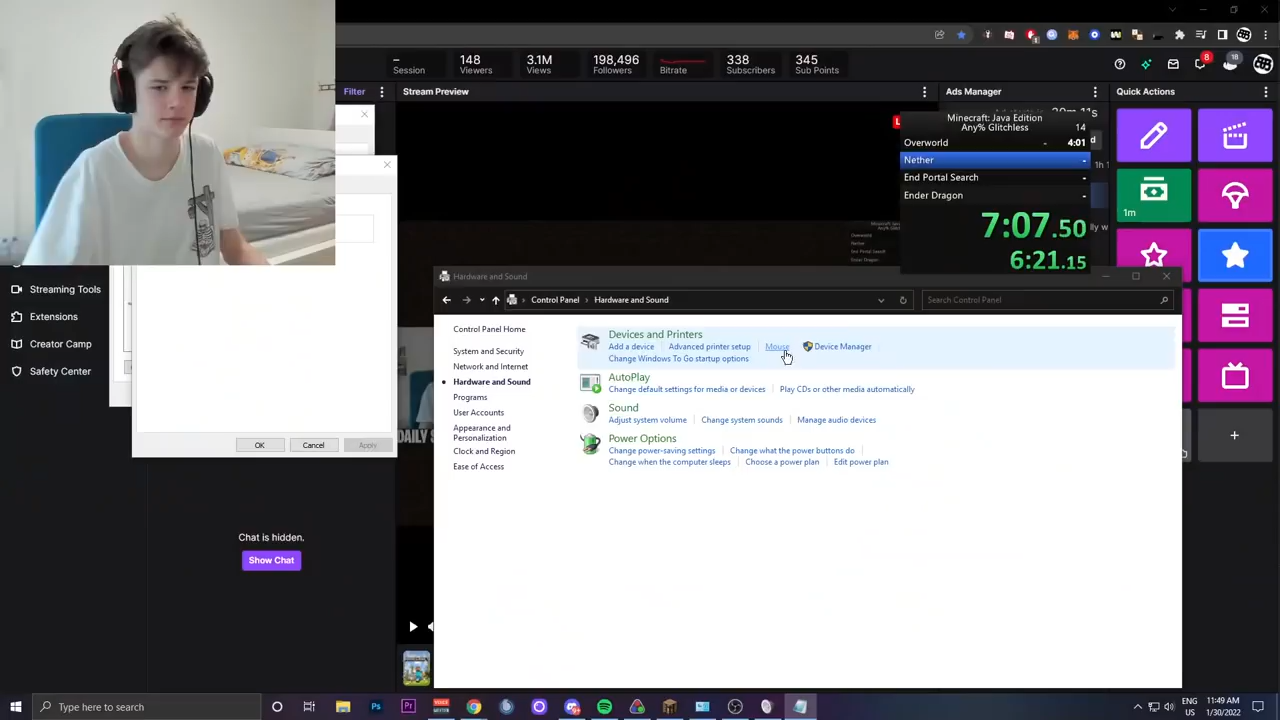 –
Session
148
Viewers
3.1M
Views
198,496
Followers
Bitrate
338
Subscribers
345
Sub Points
8
18
Filter
Stream Preview
Ads Manager
Quick Actions
Minecraft: Java Edition
Any% Glitchless
14
Overworld - 4:01
Nether -
End Portal Search -
Ender Dragon -
7:07.50
6:21.15
1m
Streaming Tools
Extensions
Creator Camp
Safety Center
OK
Cancel
Apply
Chat is hidden.
Show Chat
DAILY S
Hardware and Sound
Control Panel
Hardware and Sound
Search Control Panel
Control Panel Home
System and Security
Network and Internet
Hardware and Sound
Programs
User Accounts
Appearance and
Personalization
Clock and Region
Ease of Access
Devices and Printers
Add a device Advanced printer setup Mouse Device Manager
Change Windows To Go startup options
AutoPlay
Change default settings for media or devices Play CDs or other media automatically
Sound
Adjust system volume Change system sounds Manage audio devices
Power Options
Change power-saving settings Change what the power buttons do
Change when the computer sleeps Choose a power plan Edit power plan
Type here to search
Ps
Pr
ENG
US
11:49 AM
1/30/2022